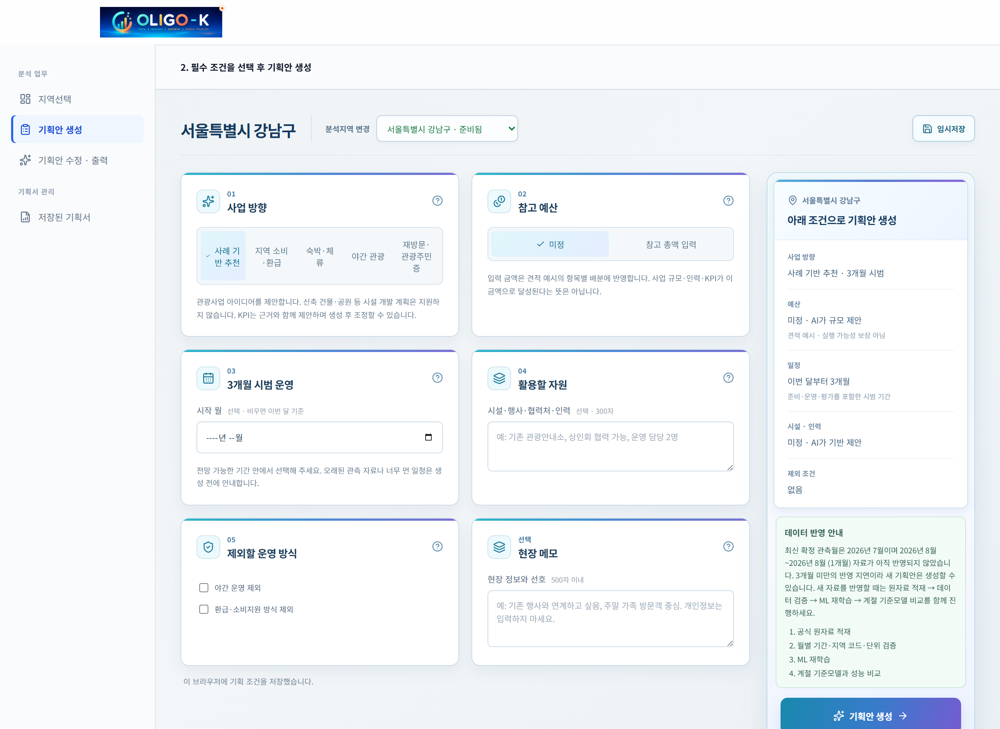 OLIGO-K
DATA | INSIGHT | GROWTH | KOREA TOURISM
분석 업무
지역선택
기획안 생성
기획안 수정 · 출력
기획서 관리
저장된 기획서
2. 필수 조건을 선택 후 기획안 생성
서울특별시 강남구
분석지역 변경
서울특별시 강남구 · 준비됨
임시저장
01
사업 방향
사례 기
반 추천
지역 소비
·환급
숙박·체
류
야간 관광
재방문·
관광주민
증
관광사업 아이디어를 제안합니다. 신축 건물·공원 등 시설 개발 계획은 지원하
지 않습니다. KPI는 근거와 함께 제안하며 생성 후 조정할 수 있습니다.
02
참고 예산
미정
참고 총액 입력
입력 금액은 견적 예시의 항목별 배분에 반영합니다. 사업 규모·인력·KPI가 이
금액으로 달성된다는 뜻은 아닙니다.
03
3개월 시범 운영
시작 월 선택 · 비우면 이번 달 기준
----년 --월
전망 가능한 기간 안에서 선택해 주세요. 오래된 관측 자료나 너무 먼 일정은 생
성 전에 안내합니다.
04
활용할 자원
시설·행사·협력처·인력 선택 · 300자
예: 기존 관광안내소, 상인회 협력 가능, 운영 담당 2명
05
제외할 운영 방식
야간 운영 제외
환급·소비지원 방식 제외
선택
현장 메모
현장 정보와 선호 500자 이내
예: 기존 행사와 연계하고 싶음, 주말 가족 방문객 중심. 개인정보는
입력하지 마세요.
이 브라우저에 기획 조건을 저장했습니다.
서울특별시 강남구
아래 조건으로 기획안 생성
사업 방향
사례 기반 추천 · 3개월 시범
예산
미정 · AI가 규모 제안
견적 예시 · 실행 가능성 보장 아님
일정
이번 달부터 3개월
준비·운영·평가를 포함한 시범 기간
시설 · 인력
미정 · AI가 기반 제안
제외 조건
없음
데이터 반영 안내
최신 확정 관측월은 2026년 7월이며 2026년 8월
~2026년 8월 (1개월) 자료가 아직 반영되지 않았습니
다. 3개월 미만의 반영 지연이라 새 기획안은 생성할 수
있습니다. 새 자료를 반영할 때는 원자료 적재 → 데이
터 검증 → ML 재학습 → 계절 기준모델 비교를 함께 진
행하세요.
1. 공식 원자료 적재
2. 월별 기간·지역 코드·단위 검증
3. ML 재학습
4. 계절 기준모델과 성능 비교
기획안 생성 →